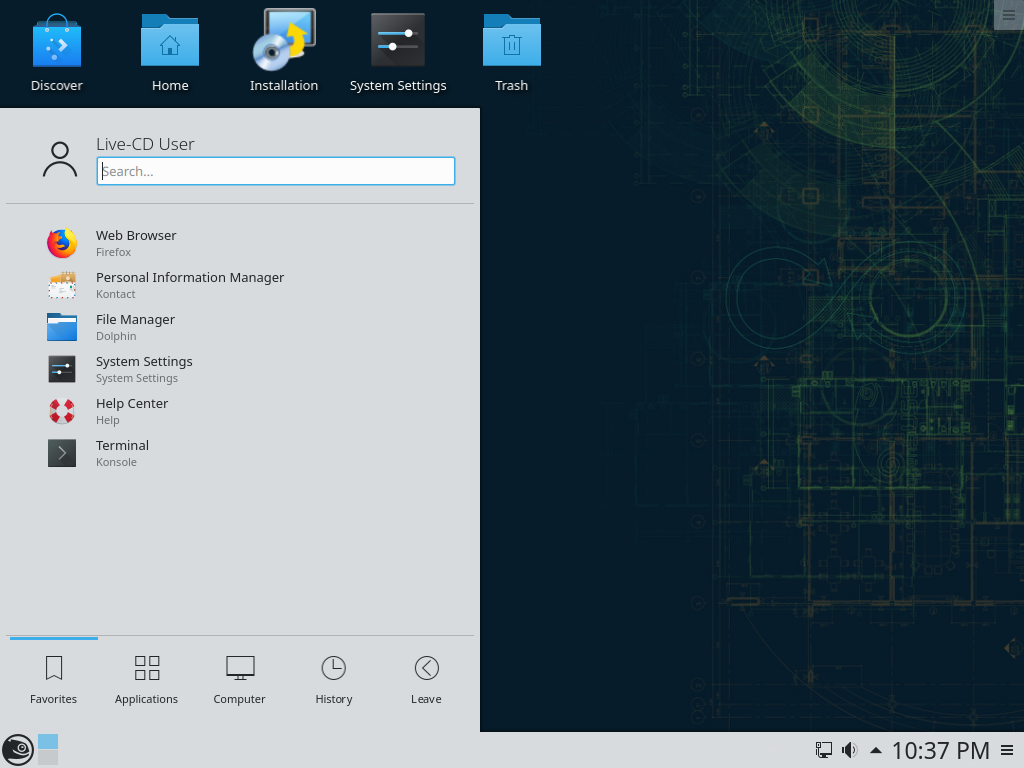 Discover
Home
Installation
System Settings
Trash
Live-CD User
Search...
Web Browser
Firefox
Personal Information Manager
Kontact
File Manager
Dolphin
System Settings
System Settings
Help Center
Help
Terminal
Konsole
Favorites
Applications
Computer
History
Leave
10:37 PM